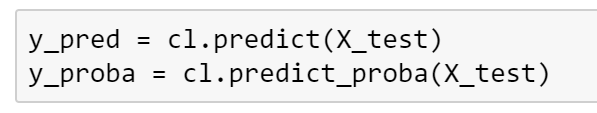 y_pred = cl.predict(X_test)
y_proba = cl.predict_proba(X_test)